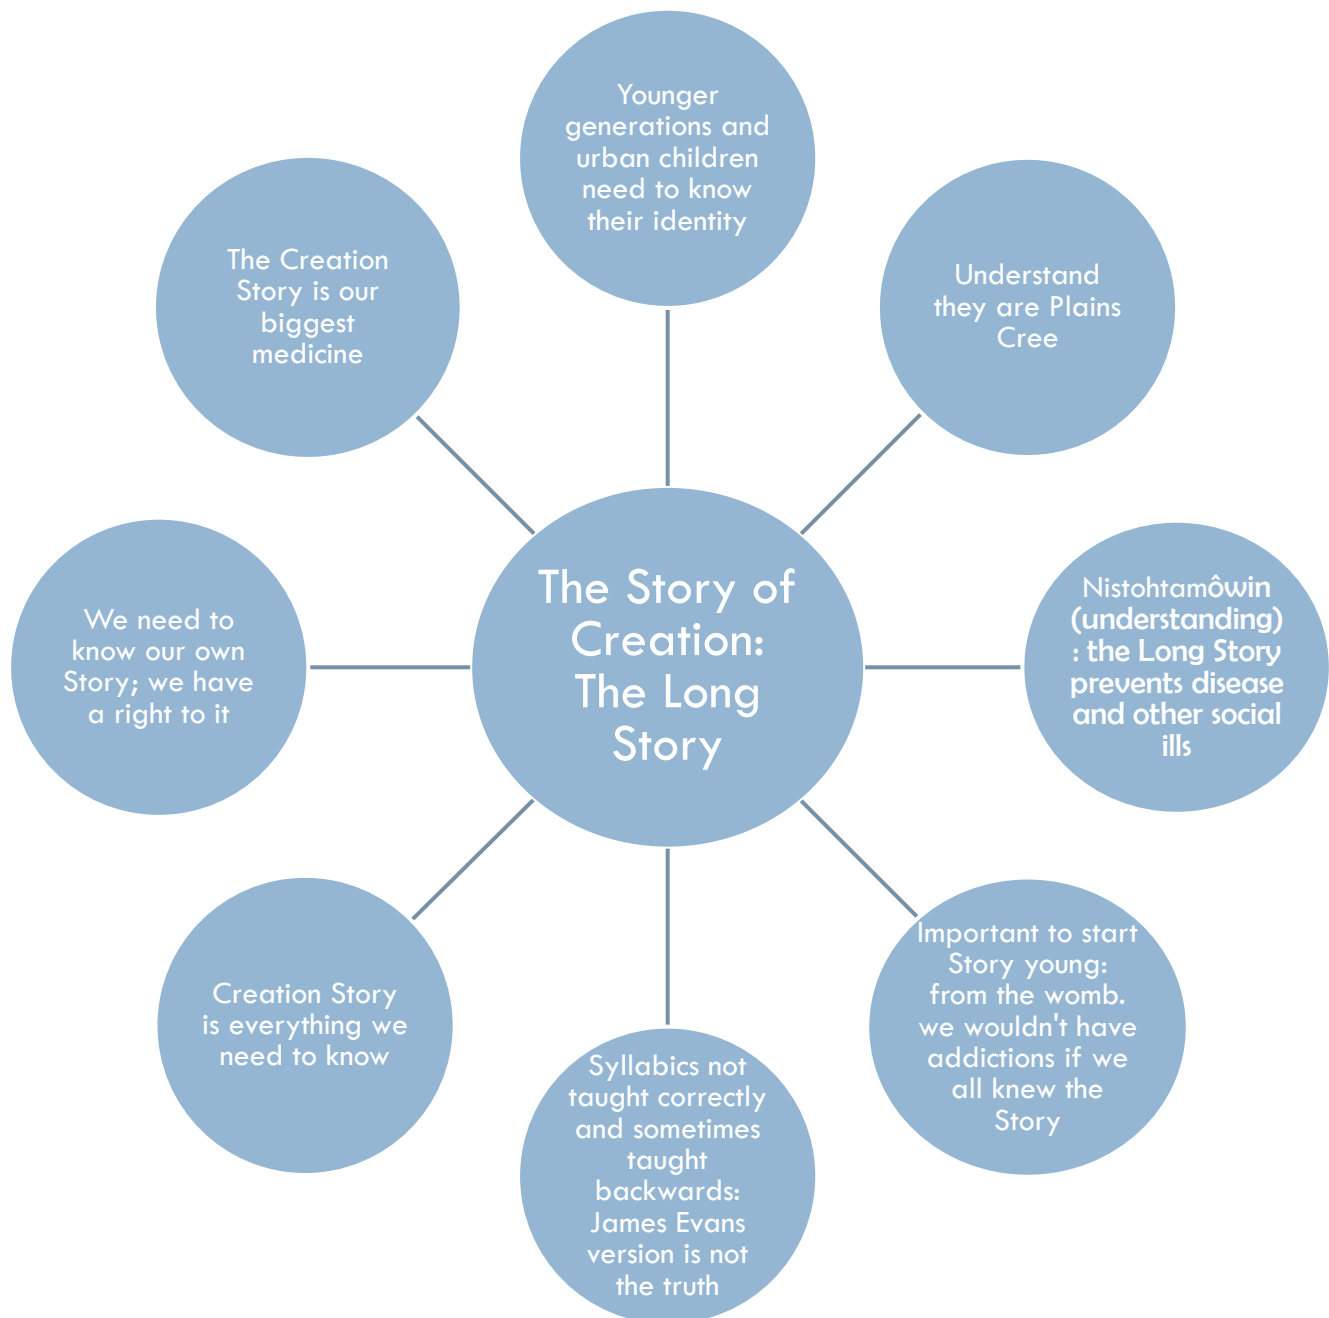 The Story of
Creation:
The Long
Story
Younger
generations and
urban children
need to know
their identity
Understand
they are Plains
Cree
Nistohtamôwin
(understanding)
: the Long Story
prevents disease
and other social
ills
Important to start
Story young:
from the womb.
we wouldn't have
addictions if we
all knew the
Story
Syllabics not
taught correctly
and sometimes
taught
backwards:
James Evans
version is not
the truth
Creation Story
is everything we
need to know
We need to
know our own
Story; we have
a right to it
The Creation
Story is our
biggest
medicine